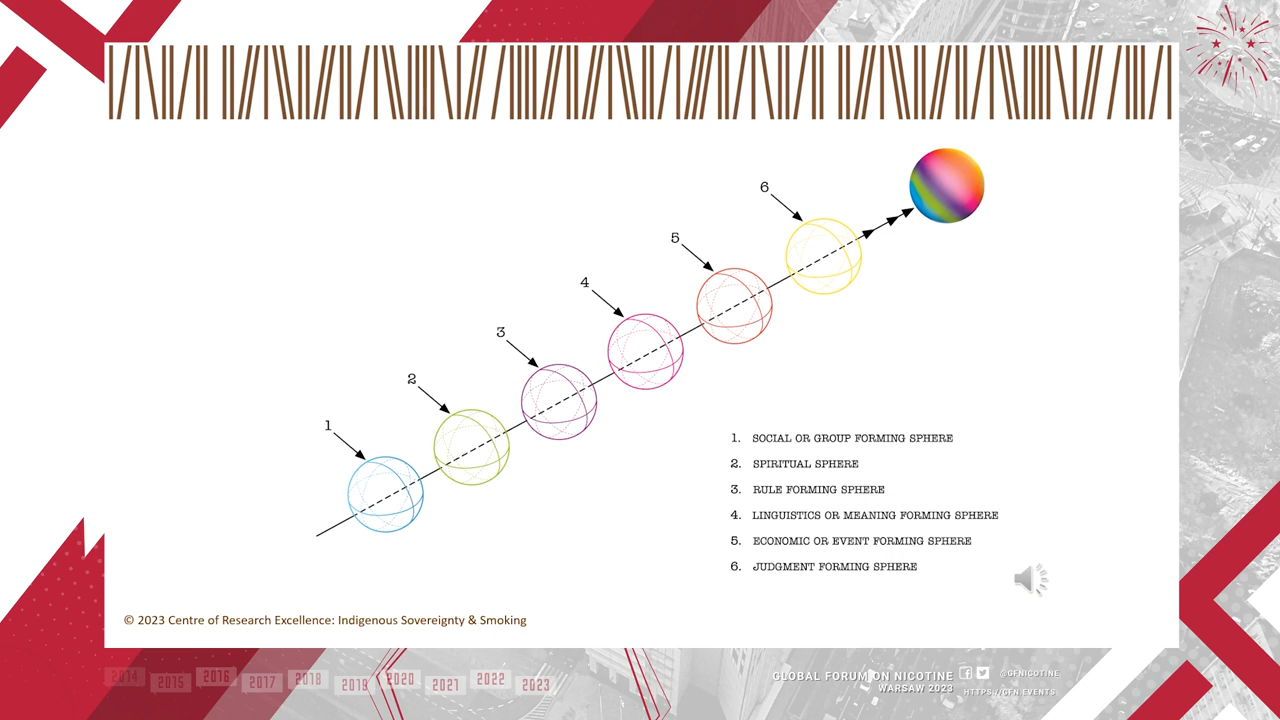 6
5
4
3
2
1
1. SOCIAL OR GROUP FORMING SPHERE
2. SPIRITUAL SPHERE
3. RULE FORMING SPHERE
4. LINGUISTICS OR MEANING FORMING SPHERE
5. ECONOMIC OR EVENT FORMING SPHERE
6. JUDGMENT FORMING SPHERE
© 2023 Centre of Research Excellence: Indigenous Sovereignty & Smoking
2014 2015 2016 2017 2018 2019 2020 2021 2022 2023
GLOBAL FORUM ON NICOTINE
WARSAW 2023
@GFNICOTINE
HTTPS://GFN.EVENTS